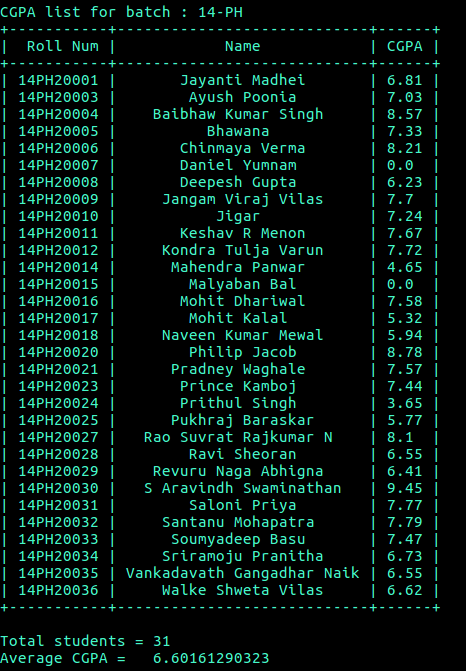 CGPA list for batch : 14-PH
+-----------+----------------------------+------+
|  Roll Num |            Name            | CGPA |
+-----------+----------------------------+------+
| 14PH20001 |       Jayanti Madhei       | 6.81 |
| 14PH20003 |        Ayush Poonia        | 7.03 |
| 14PH20004 |    Baibhaw Kumar Singh     | 8.57 |
| 14PH20005 |          Bhawana           | 7.33 |
| 14PH20006 |       Chinmaya Verma       | 8.21 |
| 14PH20007 |       Daniel Yumnam        | 0.0  |
| 14PH20008 |       Deepesh Gupta        | 6.23 |
| 14PH20009 |     Jangam Viraj Vilas     | 7.7  |
| 14PH20010 |           Jigar            | 7.24 |
| 14PH20011 |       Keshav R Menon       | 7.67 |
| 14PH20012 |     Kondra Tulja Varun     | 7.72 |
| 14PH20014 |      Mahendra Panwar       | 4.65 |
| 14PH20015 |        Malyaban Bal        | 0.0  |
| 14PH20016 |       Mohit Dhariwal       | 7.58 |
| 14PH20017 |        Mohit Kalal         | 5.32 |
| 14PH20018 |     Naveen Kumar Mewal     | 5.94 |
| 14PH20020 |        Philip Jacob        | 8.78 |
| 14PH20021 |      Pradney Waghale       | 7.57 |
| 14PH20023 |       Prince Kamboj        | 7.44 |
| 14PH20024 |       Prithul Singh        | 3.65 |
| 14PH20025 |      Pukhraj Baraskar      | 5.77 |
| 14PH20027 |   Rao Suvrat Rajkumar N    | 8.1  |
| 14PH20028 |        Ravi Sheoran        | 6.55 |
| 14PH20029 |    Revuru Naga Abhigna     | 6.41 |
| 14PH20030 |   S Aravindh Swaminathan   | 9.45 |
| 14PH20031 |        Saloni Priya        | 7.77 |
| 14PH20032 |     Santanu Mohapatra      | 7.79 |
| 14PH20033 |      Soumyadeep Basu       | 7.47 |
| 14PH20034 |     Sriramoju Pranitha     | 6.73 |
| 14PH20035 | Vankadavath Gangadhar Naik | 6.55 |
| 14PH20036 |     Walke Shweta Vilas     | 6.62 |
+-----------+----------------------------+------+
Total students = 31
Average CGPA =   6.60161290323